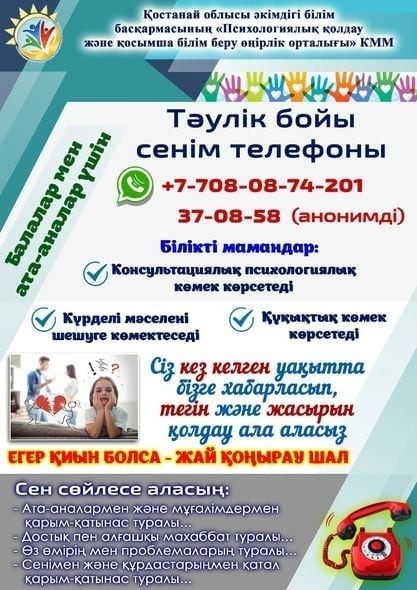 Қостанай облысы әкімдігі білім
басқармасының «Психологиялық қолдау
және қосымша білім беру өңірлік орталығы» КММ
Балалар мен
ата-аналар үшін
Тәулік бойы
сенім телефоны
+7-708-08-74-201
37-08-58 (анонимді)
Білікті мамандар:
Консультациялық психологиялық
көмек көрсетеді
Күрделі мәселені
шешуге көмектеседі
Құқықтық көмек
көрсетеді
Сіз кез келген уақытта
бізге хабарласып,
тегін және жасырын
қолдау ала аласыз
ЕГЕР ҚИЫН БОЛСА - ЖАЙ ҚОҢЫРАУ ШАЛ
Сен сөйлесе аласың:
- Ата-аналармен және мұғалімдермен
қарым-қатынас туралы...
- Достық пен алғашқы махаббат туралы...
- Өз өмірің мен проблемаларың туралы...
- Сенімен және құрдастарыңмен қатал
қарым-қатынас туралы...